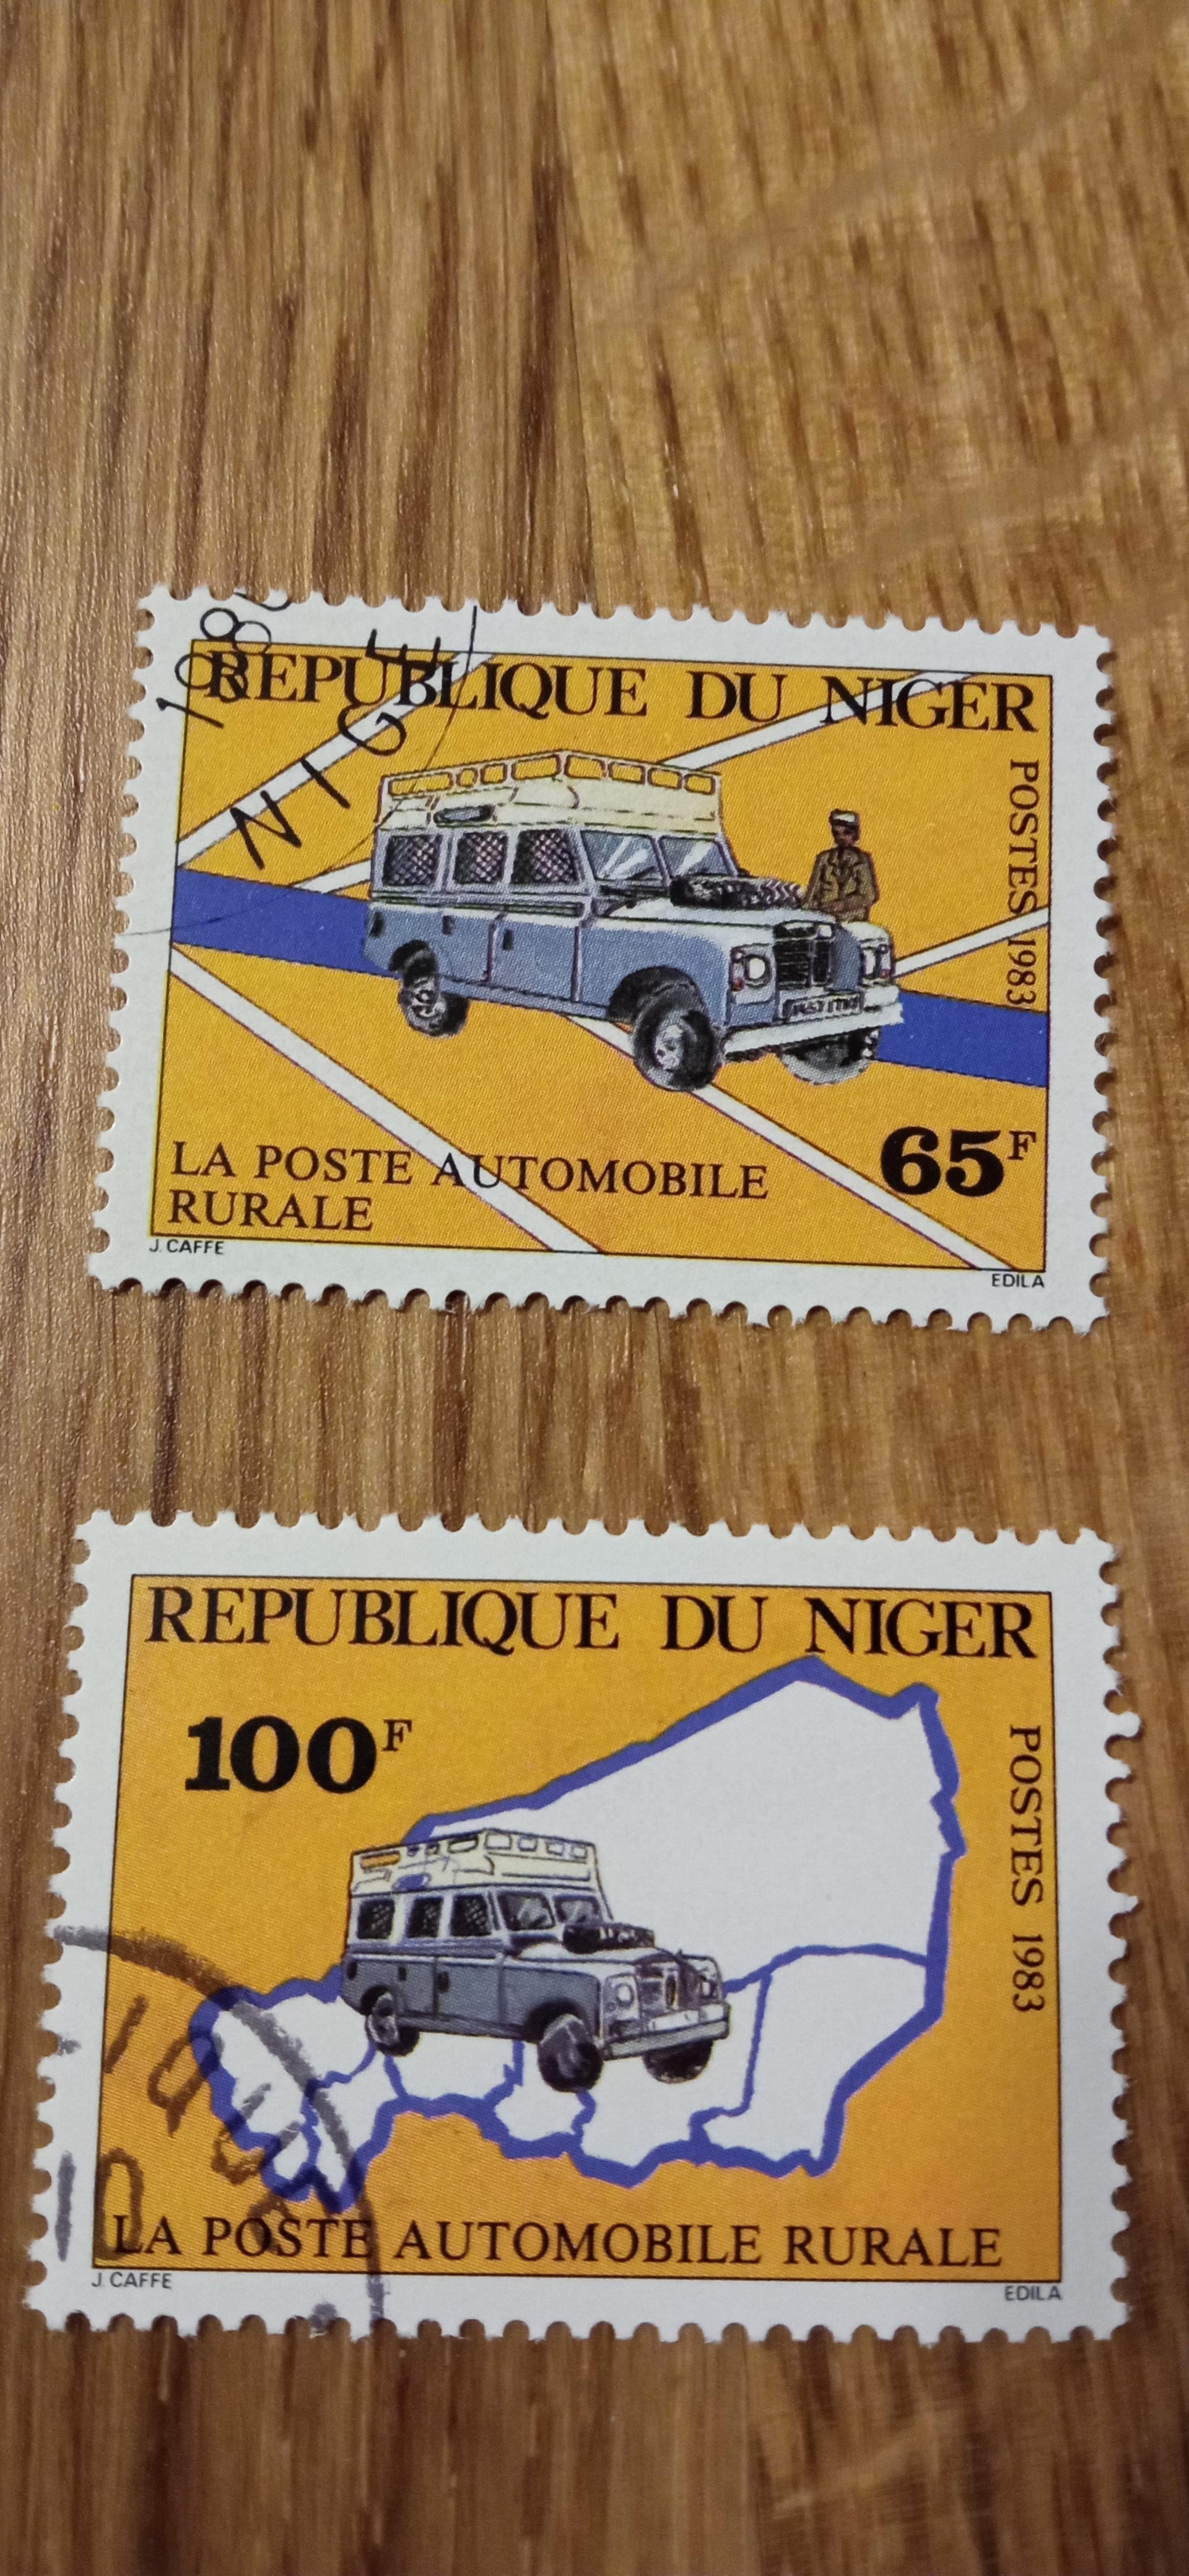 REPUBLIQUE DU NIGER
POSTES 1983
NIGE
LA POSTE AUTOMOBILE
RURALE
65F
J. CAFFE
EDILA
REPUBLIQUE DU NIGER
100F
POSTES 1983
LA POSTE AUTOMOBILE RURALE
J. CAFFE
EDILA